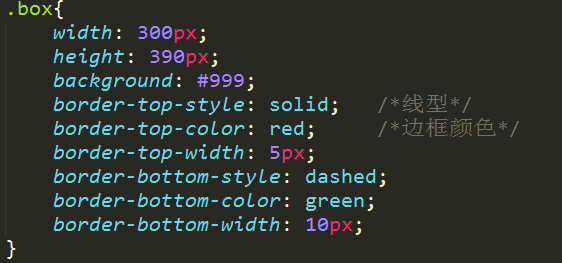 .box{
    width: 300px;
    height: 390px;
    background: #999;
    border-top-style: solid;   /*线型*/
    border-top-color: red;     /*边框颜色*/
    border-top-width: 5px;
    border-bottom-style: dashed;
    border-bottom-color: green;
    border-bottom-width: 10px;
}